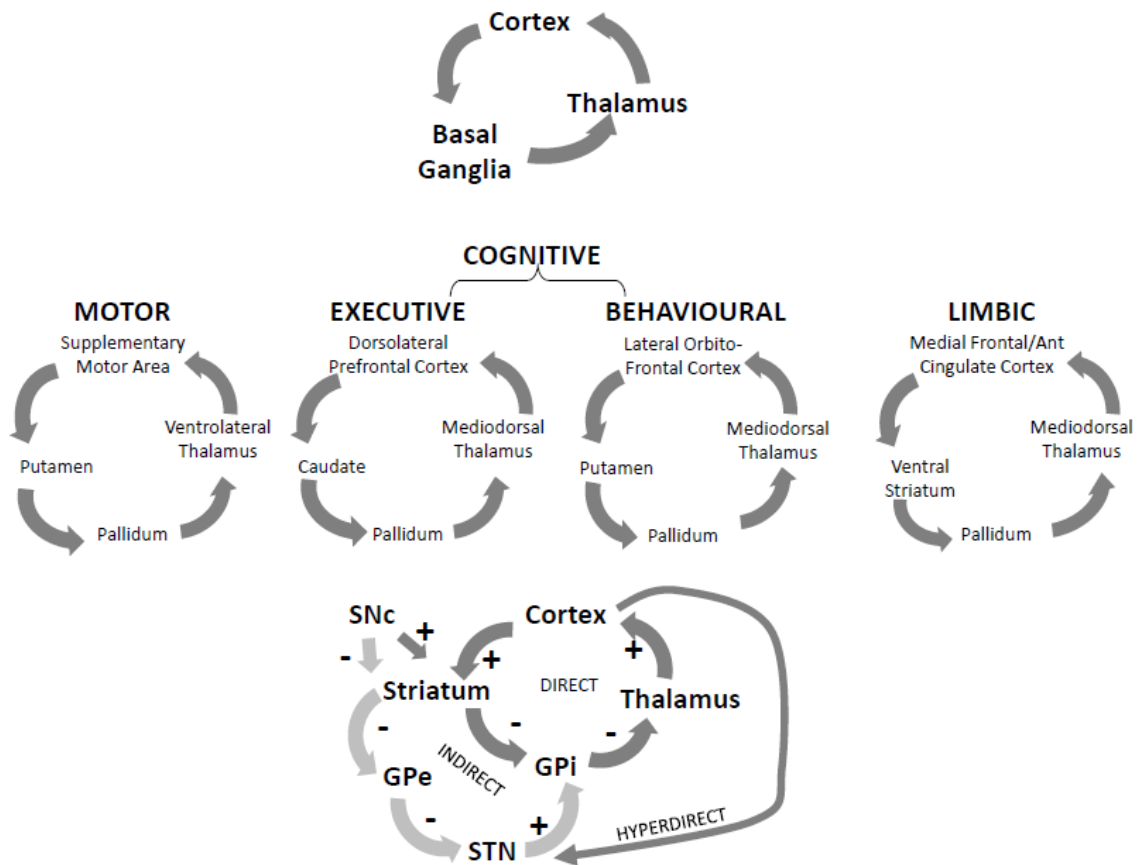 Cortex
Thalamus
Basal
Ganglia
COGNITIVE
MOTOR
Supplementary
Motor Area
Ventrolateral
Thalamus
Putamen
Pallidum
EXECUTIVE
Dorsolateral
Prefrontal Cortex
Mediodorsal
Thalamus
Caudate
Pallidum
BEHAVIOURAL
Lateral Orbito-
Frontal Cortex
Mediodorsal
Thalamus
Putamen
Pallidum
LIMBIC
Medial Frontal/Ant
Cingulate Cortex
Mediodorsal
Thalamus
Ventral
Striatum
Pallidum
SNc
Cortex
+
-
+
+
Striatum
DIRECT
Thalamus
-
-
-
INDIRECT
GPi
GPe
-
+
HYPERDIRECT
STN